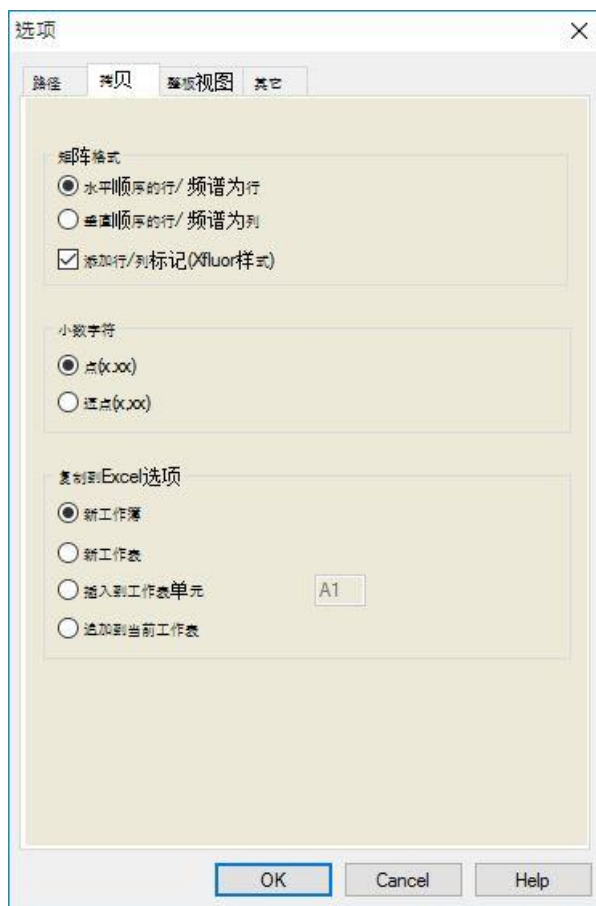 选项
路径 拷贝 整板视图 其它
矩阵格式
水平顺序的行/ 频谱为行
垂直顺序的行/ 频谱为列
添加行/列标记(Xfluor样式)
小数字符
点(x.xx)
逗点(x,xx)
复制到Excel选项
新工作簿
新工作表
插入到工作表单元 A1
追加到当前工作表
OK Cancel Help